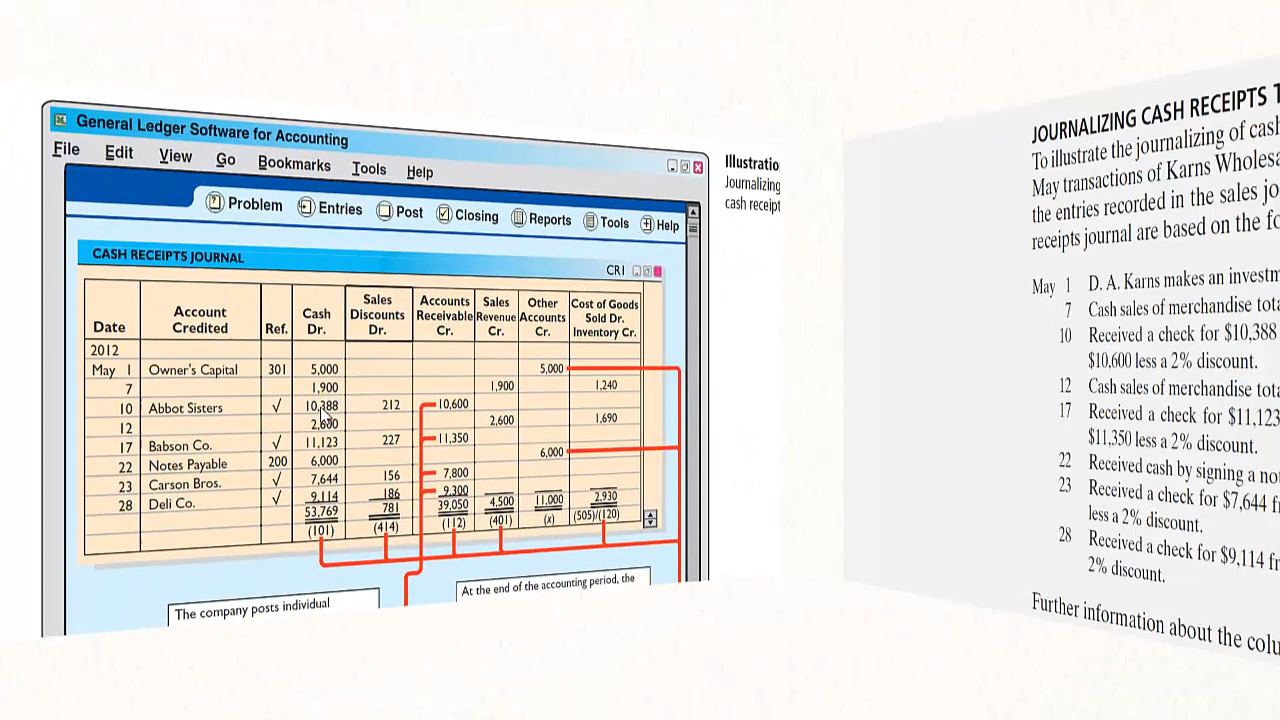 General Ledger Software for Accounting
File Edit View Go Bookmarks Tools Help
Problem Entries Post Closing Reports Tools Help
CASH RECEIPTS JOURNAL
CR1
Date Account Credited Ref. Cash Dr. Sales Discounts Dr. Accounts Receivable Cr. Sales Revenue Cr. Other Accounts Cr. Cost of Goods Sold Dr. Inventory Cr.
2012
May 1 Owner's Capital 301 5,000 5,000
7 1,900 1,900 1,240
10 Abbot Sisters √ 10,388 212 10,600
12 2,600 2,600 1,690
17 Babson Co. √ 11,123 227 11,350
22 Notes Payable 200 6,000 6,000
23 Carson Bros. √ 7,644 156 7,800
28 Deli Co. √ 9,114 186 9,300
53,769 781 39,050 4,500 11,000 2,930
(101) (414) (112) (401) (x) (505)/(120)
The company posts individual
At the end of the accounting period, the
Illustratio
Journalizing
cash receipt
JOURNALIZING CASH RECEIPTS T
To illustrate the journalizing of cash
May transactions of Karns Wholesa
the entries recorded in the sales jo
receipts journal are based on the fo
May 1 D. A. Karns makes an investm
7 Cash sales of merchandise tota
10 Received a check for $10,388
$10,600 less a 2% discount.
12 Cash sales of merchandise tota
17 Received a check for $11,123
$11,350 less a 2% discount.
22 Received cash by signing a no
23 Received a check for $7,644 f
less a 2% discount.
28 Received a check for $9,114 fr
2% discount.
Further information about the colu